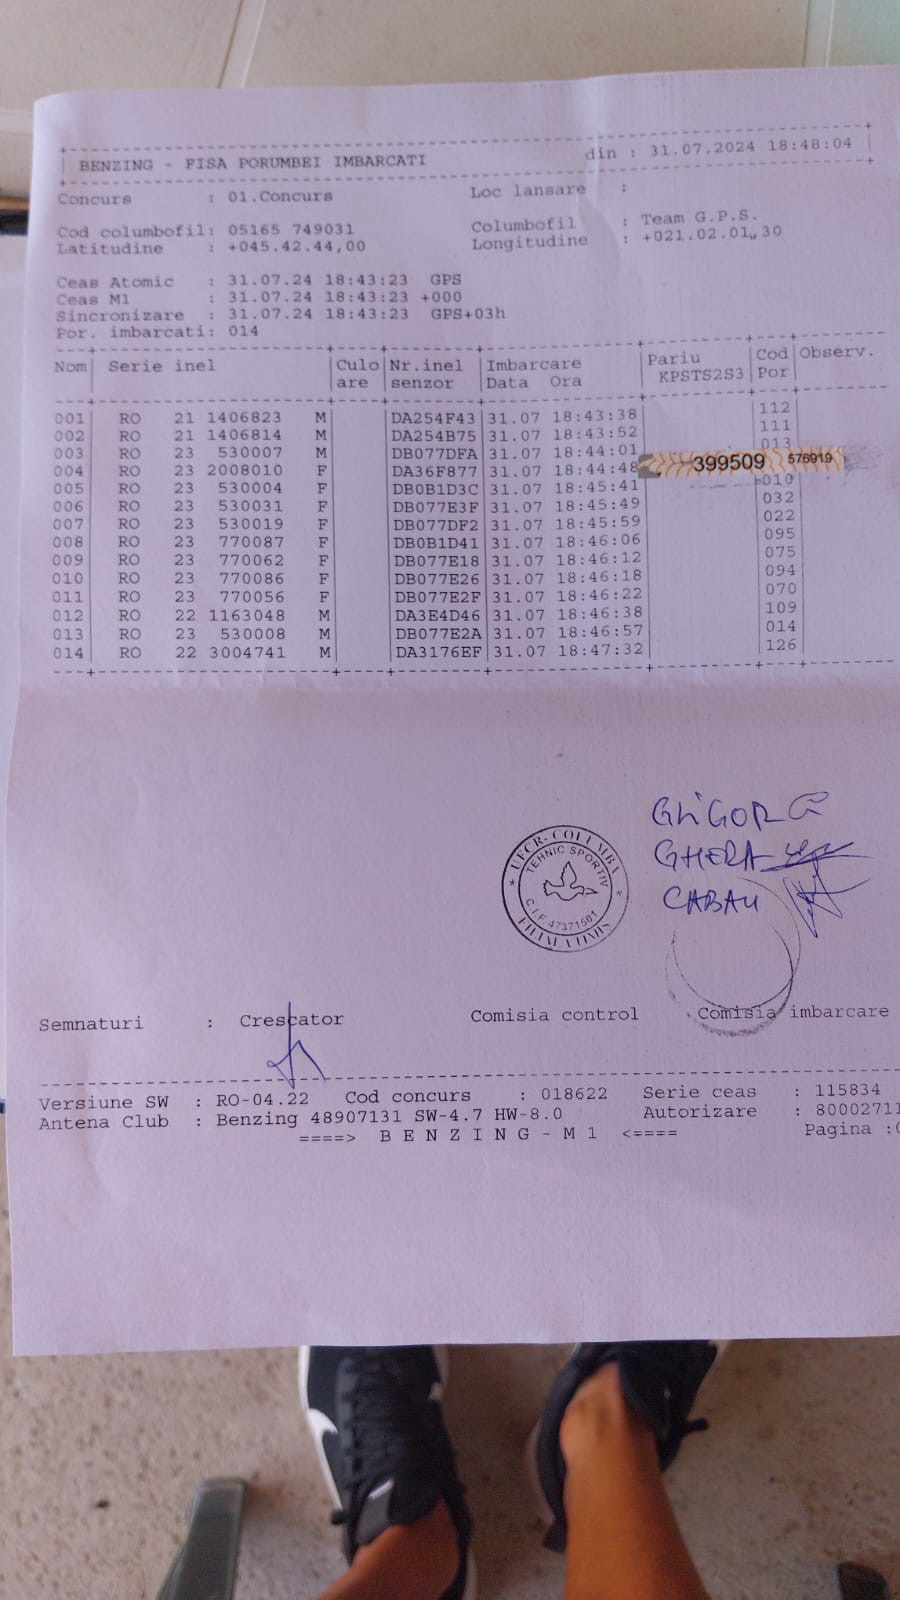 BENZING - FISA PORUMBEI IMBARCATI din : 31.07.2024 18:48:04
Concurs : 01.Concurs Loc lansare :
Cod columbofil: 05165 749031 Columbofil : Team G.P.S.
Latitudine : +045.42.44,00 Longitudine : +021.02.01,30
Ceas Atomic : 31.07.24 18:43:23 GPS
Ceas M1 : 31.07.24 18:43:23 +000
Sincronizare : 31.07.24 18:43:23 GPS+03h
Por. imbarcati: 014
Nom Serie inel Culo Nr.inel Imbarcare Pariu Cod Observ.
are senzor Data Ora KPSTS2S3 Por
001 RO 21 1406823 M DA254F43 31.07 18:43:38 112
002 RO 21 1406814 M DA254B75 31.07 18:43:52 111
003 RO 23 530007 M DB077DFA 31.07 18:44:01 013
004 RO 23 2008010 F DA36F877 31.07 18:44:48 399509 576919
005 RO 23 530004 F DB0B1D3C 31.07 18:45:41 010
006 RO 23 530031 F DB077E3F 31.07 18:45:49 032
007 RO 23 530019 F DB077DF2 31.07 18:45:59 022
008 RO 23 770087 F DB0B1D41 31.07 18:46:06 095
009 RO 23 770062 F DB077E18 31.07 18:46:12 075
010 RO 23 770086 F DB077E26 31.07 18:46:18 094
011 RO 23 770056 F DB077E2F 31.07 18:46:22 070
012 RO 22 1163048 M DA3E4D46 31.07 18:46:38 109
013 RO 23 530008 M DB077E2A 31.07 18:46:57 014
014 RO 22 3004741 M DA3176EF 31.07 18:47:32 126
GLIGOR G
GHERA
CABAU
UFCR-COLUMBA
TEHNIC SPORTIV
C.I.F. 47371501
FILIALA TIMIS
Semnaturi : Crescator Comisia control Comisia imbarcare
Versiune SW : RO-04.22 Cod concurs : 018622 Serie ceas : 115834
Antena Club : Benzing 48907131 SW-4.7 HW-8.0 Autorizare : 80002711
====> B E N Z I N G - M 1 <==== Pagina :